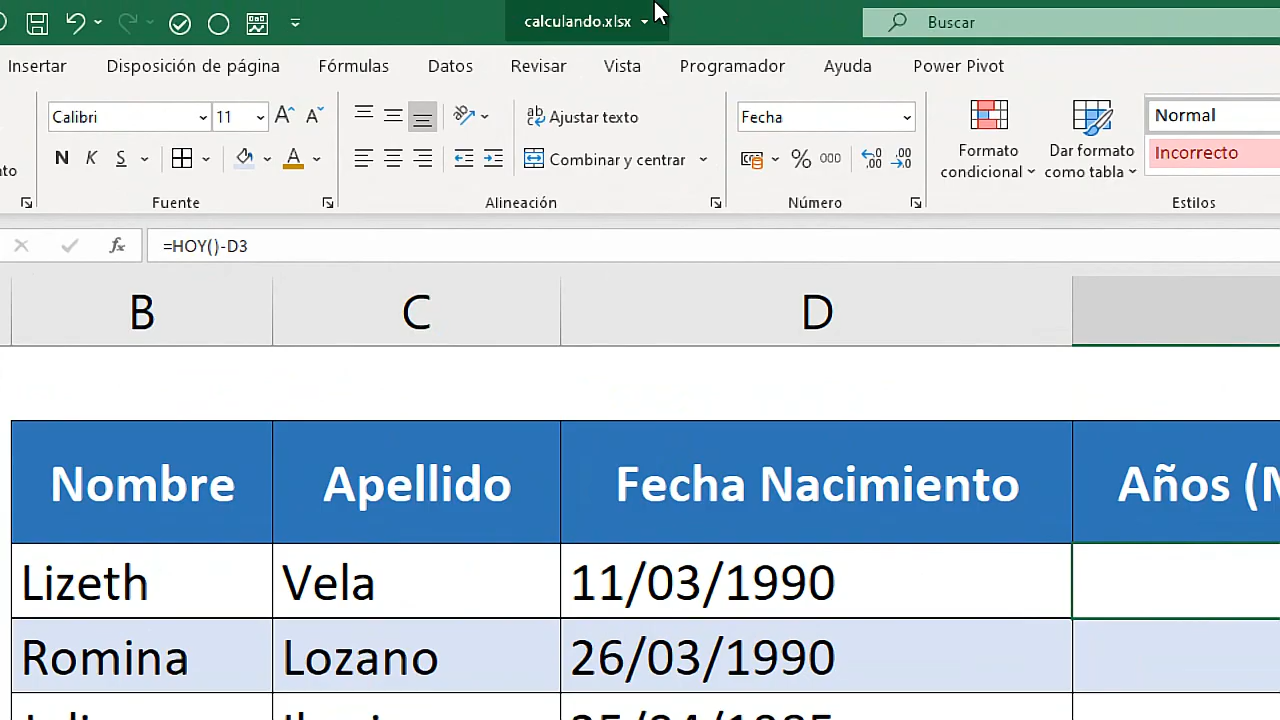 calculando.xlsx
Buscar
Insertar Disposición de página Fórmulas Datos Revisar Vista Programador Ayuda Power Pivot
Calibri 11 Ajustar texto Fecha Formato condicional Dar formato como tabla Normal
N K S Combinar y centrar % 000 Incorrecto
Fuente Alineación Número Estilos
fx =HOY()-D3
B C D
Nombre Apellido Fecha Nacimiento Años
Lizeth Vela 11/03/1990
Romina Lozano 26/03/1990